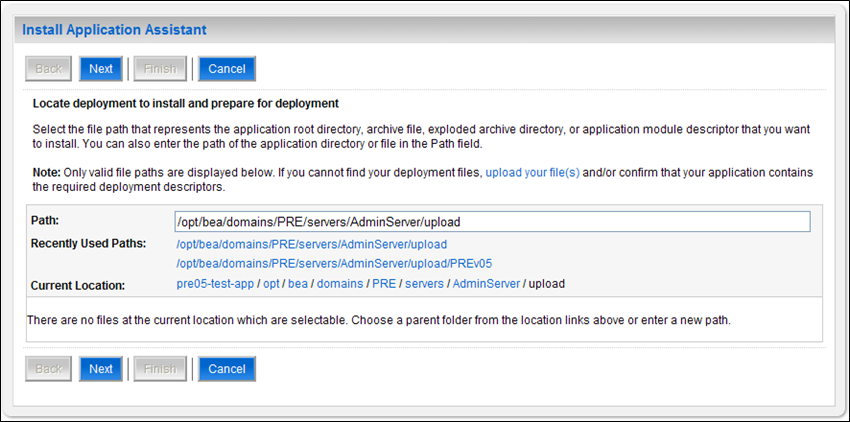 Install Application Assistant
Back Next Finish Cancel
Locate deployment to install and prepare for deployment
Select the file path that represents the application root directory, archive file, exploded archive directory, or application module descriptor that you want
to install. You can also enter the path of the application directory or file in the Path field.
Note: Only valid file paths are displayed below. If you cannot find your deployment files, upload your file(s) and/or confirm that your application contains
the required deployment descriptors.
Path: /opt/bea/domains/PRE/servers/AdminServer/upload
Recently Used Paths: /opt/bea/domains/PRE/servers/AdminServer/upload
/opt/bea/domains/PRE/servers/AdminServer/upload/PREv05
Current Location: pre05-test-app / opt / bea / domains / PRE / servers / AdminServer / upload
There are no files at the current location which are selectable. Choose a parent folder from the location links above or enter a new path.
Back Next Finish Cancel